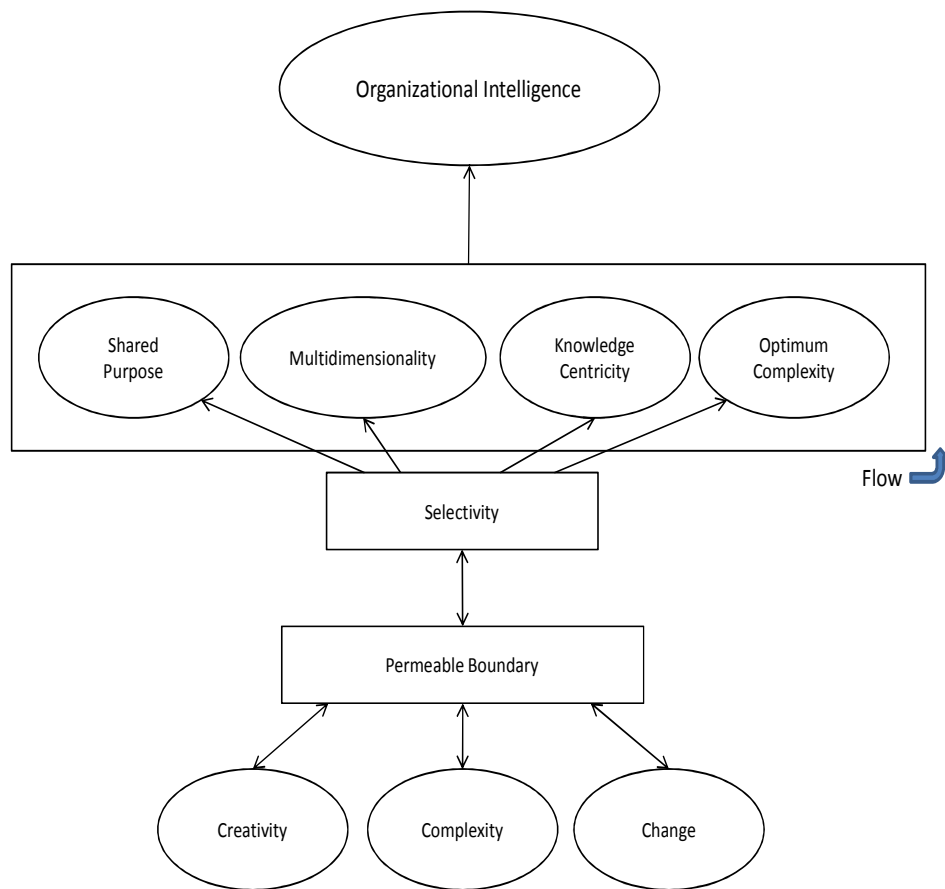 Organizational Intelligence
Shared
Purpose
Multidimensionality
Knowledge
Centricity
Optimum
Complexity
Flow
Selectivity
Permeable Boundary
Creativity
Complexity
Change